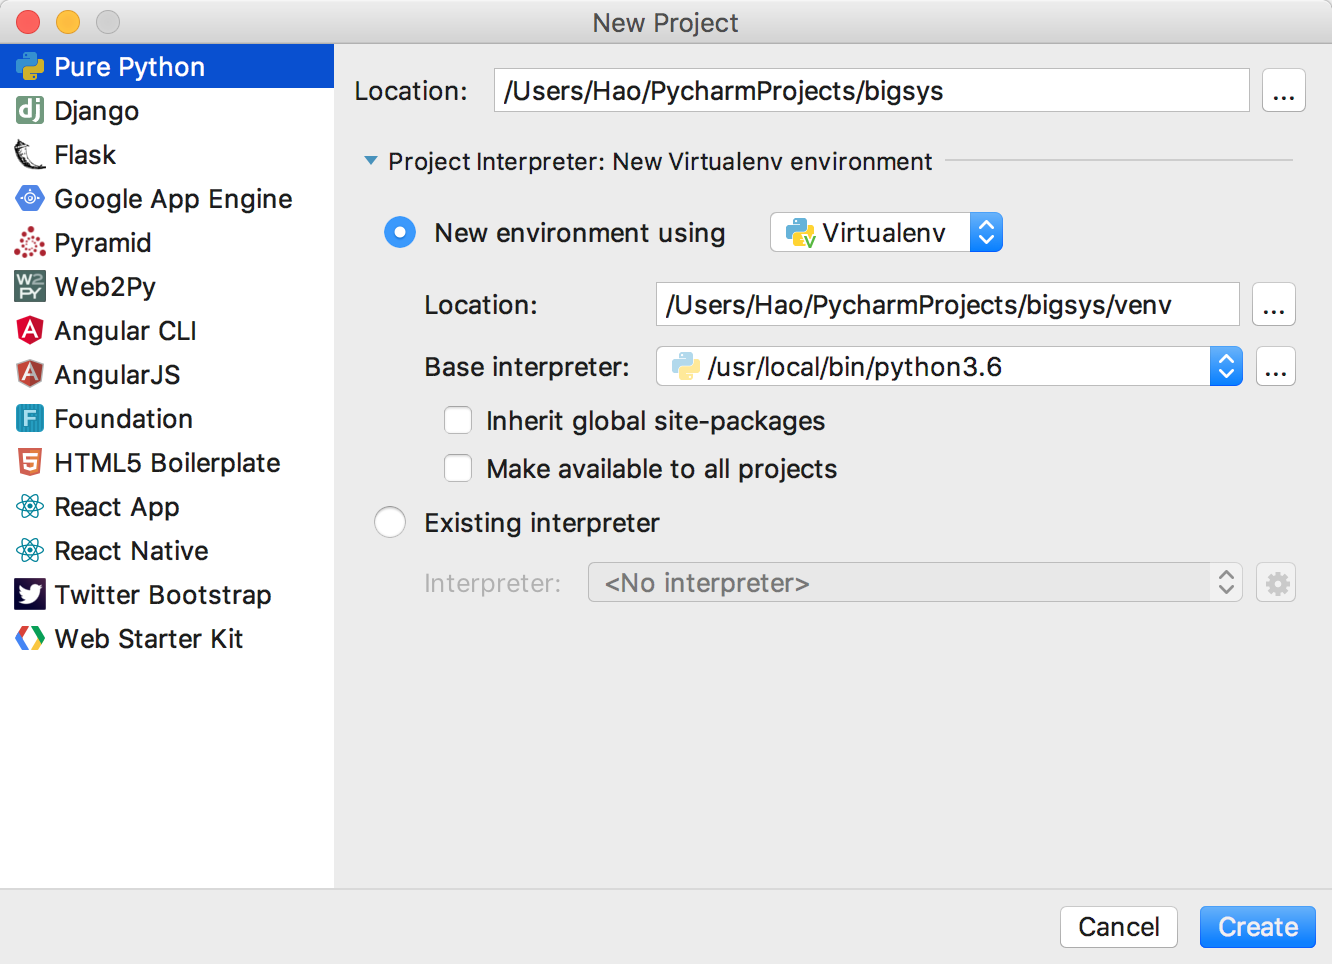 New Project
Pure Python
Django
Flask
Google App Engine
Pyramid
W2
PY
Web2Py
Angular CLI
AngularJS
Foundation
HTML5 Boilerplate
React App
React Native
Twitter Bootstrap
Web Starter Kit
Location: /Users/Hao/PycharmProjects/bigsys ...
Project Interpreter: New Virtualenv environment
New environment using Virtualenv
Location: /Users/Hao/PycharmProjects/bigsys/venv ...
Base interpreter: /usr/local/bin/python3.6 ...
Inherit global site-packages
Make available to all projects
Existing interpreter
Interpreter: <No interpreter>
Cancel Create